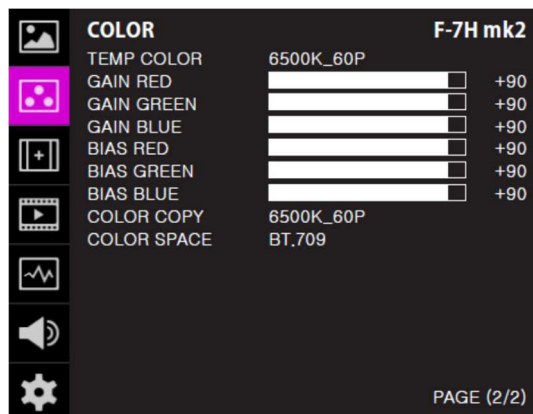 COLOR F-7H mk2
TEMP COLOR 6500K_60P
GAIN RED +90
GAIN GREEN +90
GAIN BLUE +90
BIAS RED +90
BIAS GREEN +90
BIAS BLUE +90
COLOR COPY 6500K_60P
COLOR SPACE BT.709
PAGE (2/2)